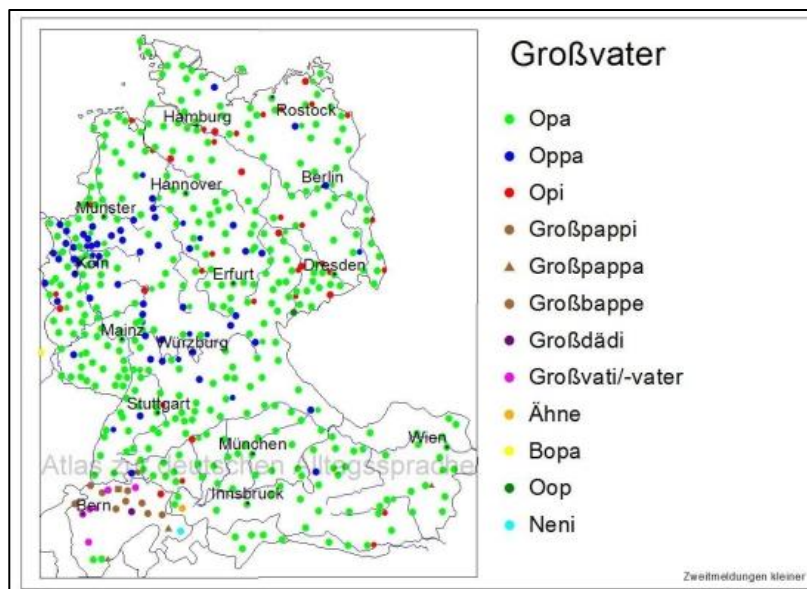 Großvater
Opa
Oppa
Opi
Großpappi
Großpappa
Großbappe
Großdädi
Großvati/-vater
Ähne
Bopa
Oop
Neni
Rostock
Hamburg
Hannover
Berlin
Münster
Köln
Erfurt
Dresden
Mainz
Würzburg
Stuttgart
München
Wien
Atlas zur deutschen Alltagssprache
Bern
Innsbruck
Zweitmeldungen kleiner